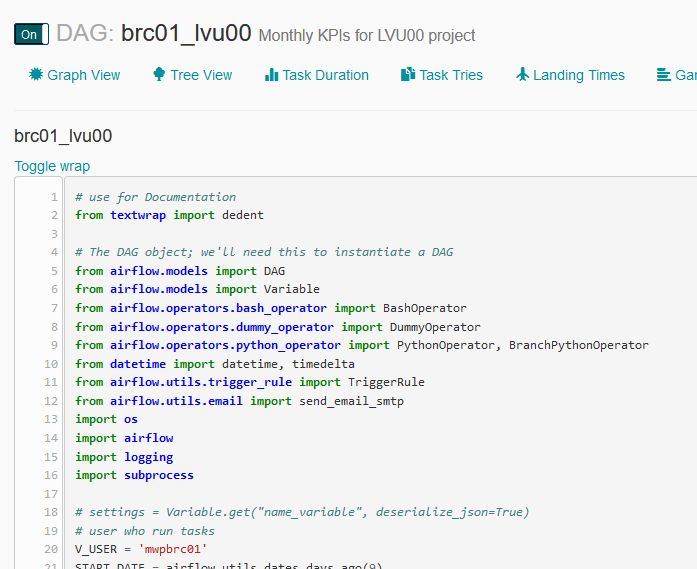 On DAG: brc01_lvu00 Monthly KPIs for LVU00 project
Graph View Tree View Task Duration Task Tries Landing Times
brc01_lvu00
Toggle wrap
1 # use for Documentation
2 from textwrap import dedent
3
4 # The DAG object; we'll need this to instantiate a DAG
5 from airflow.models import DAG
6 from airflow.models import Variable
7 from airflow.operators.bash_operator import BashOperator
8 from airflow.operators.dummy_operator import DummyOperator
9 from airflow.operators.python_operator import PythonOperator, BranchPythonOperator
10 from datetime import datetime, timedelta
11 from airflow.utils.trigger_rule import TriggerRule
12 from airflow.utils.email import send_email_smtp
13 import os
14 import airflow
15 import logging
16 import subprocess
17
18 # settings = Variable.get("name_variable", deserialize_json=True)
19 # user who run tasks
20 V_USER = 'mwpbrc01'
21 START_DATE = airflow.utils.dates.days_ago(9)